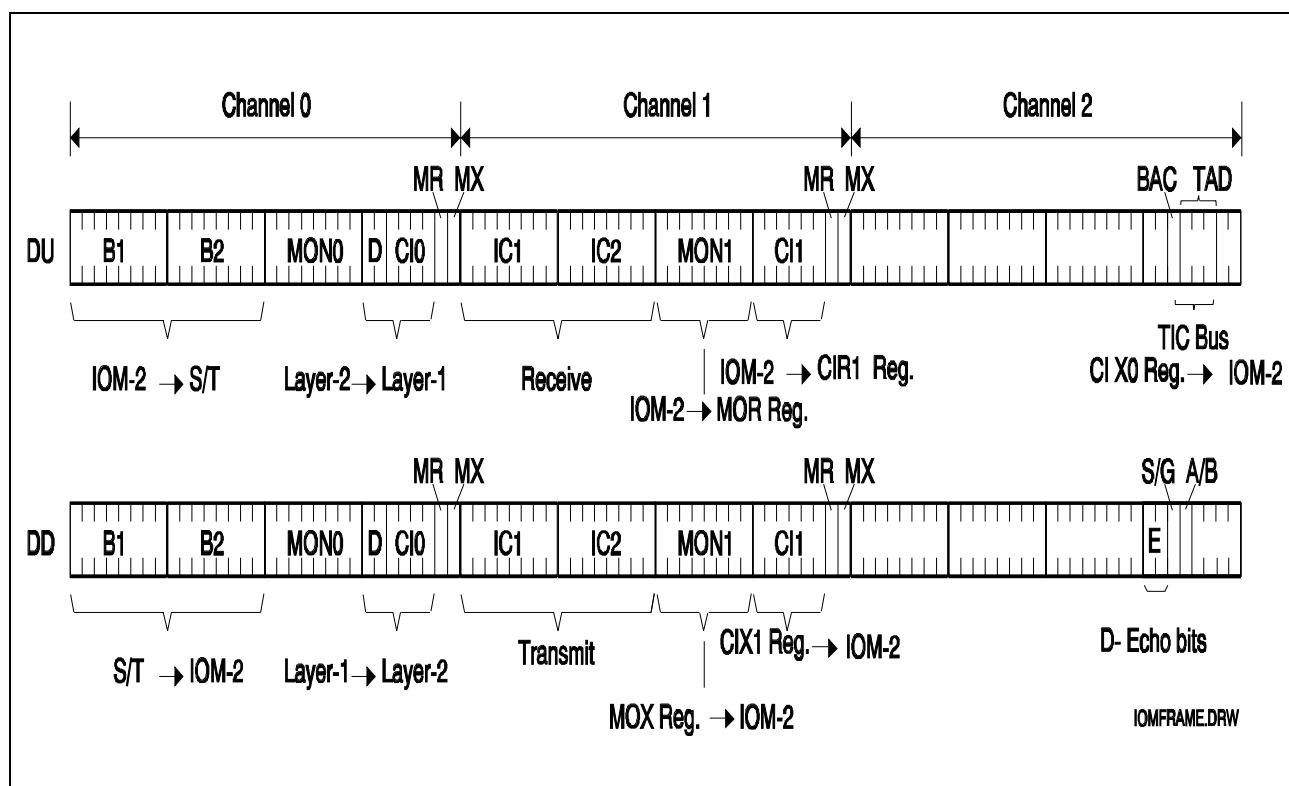 Channel 0 Channel 1 Channel 2
MR MX MR MX BAC TAD
DU B1 B2 MON0 D CI0 IC1 IC2 MON1 CI1
TIC Bus
IOM-2 → S/T Layer-2 → Layer-1 Receive IOM-2 → CIR1 Reg. CI X0 Reg. → IOM-2
IOM-2 → MOR Reg.
MR MX MR MX S/G A/B
DD B1 B2 MON0 D CI0 IC1 IC2 MON1 CI1 E
Transmit CIX1 Reg. → IOM-2 D- Echo bits
S/T → IOM-2 Layer-1 → Layer-2
MOX Reg. → IOM-2 IOMFRAME.DRW